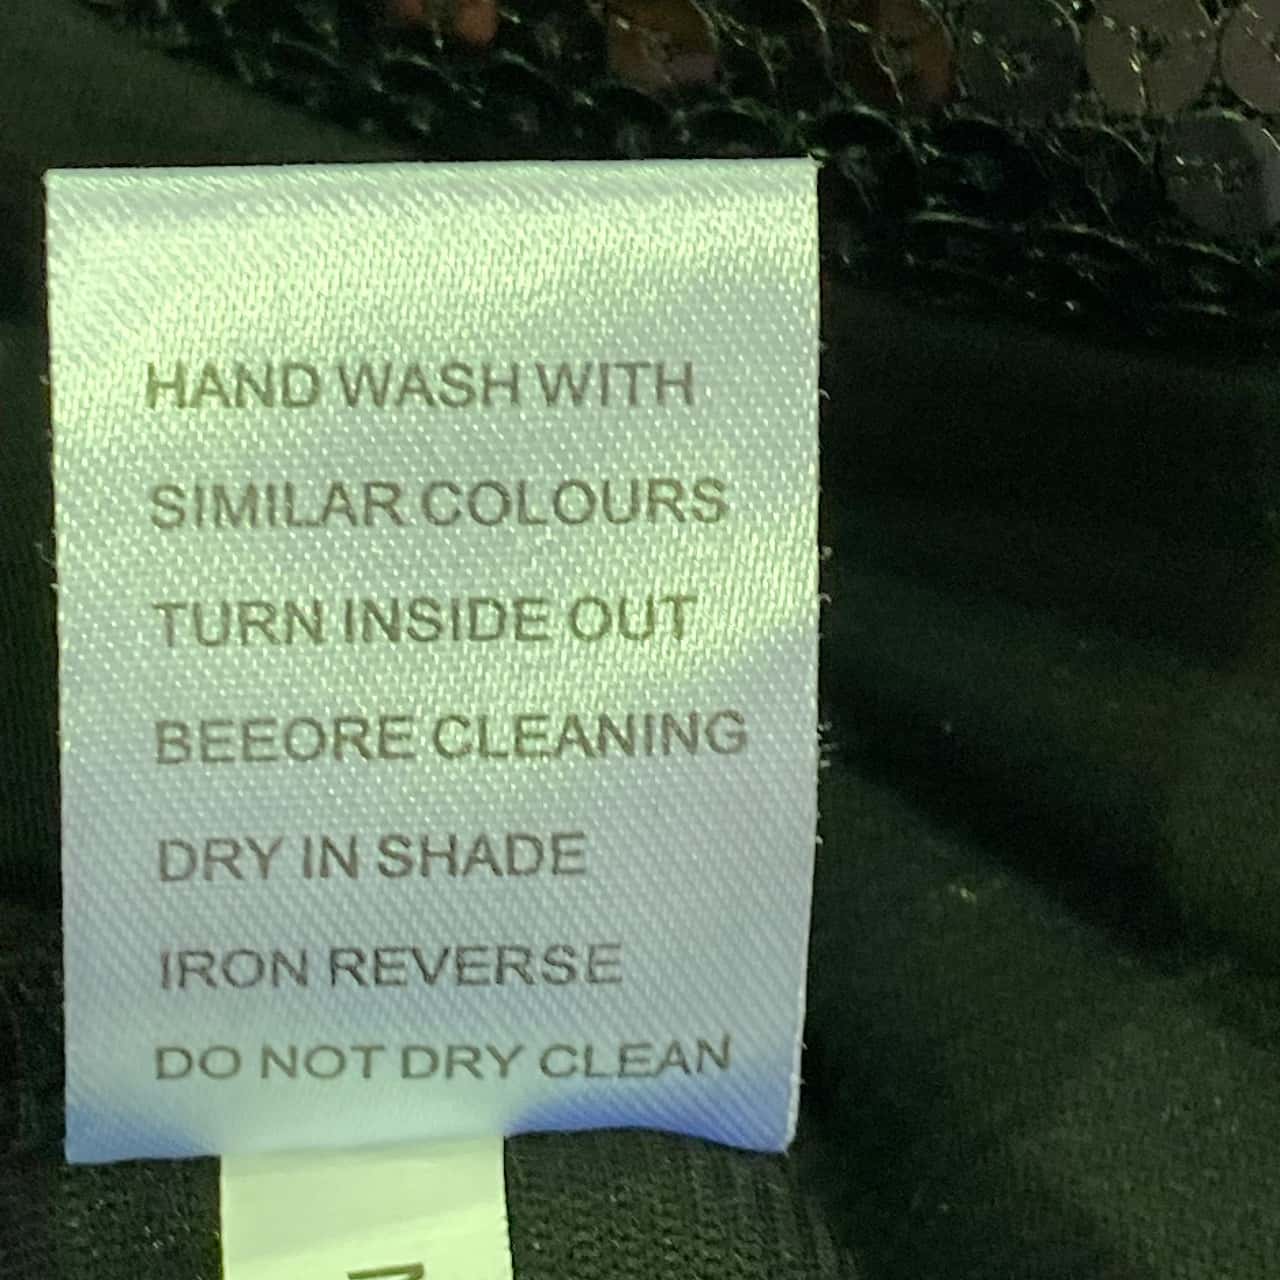 HAND WASH WITH
SIMILAR COLOURS
TURN INSIDE OUT
BEEORE CLEANING
DRY IN SHADE
IRON REVERSE
DO NOT DRY CLEAN